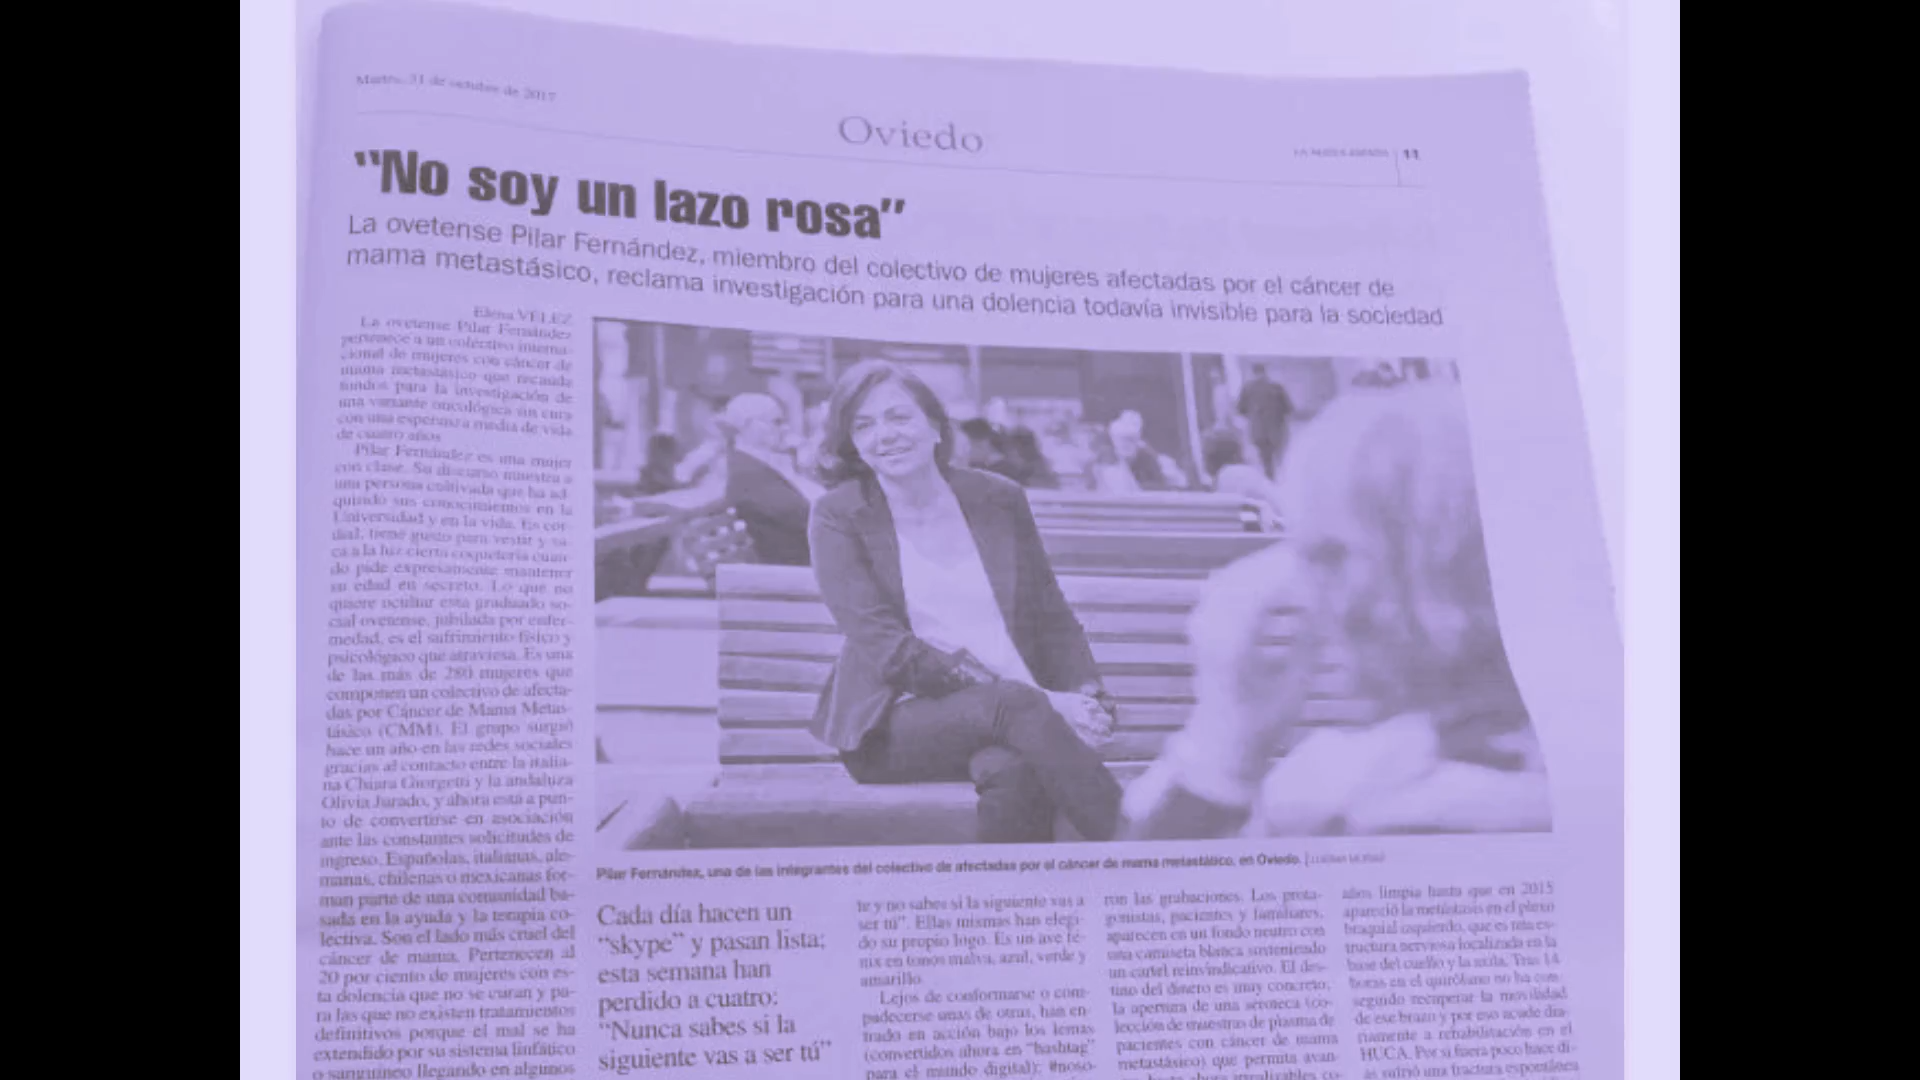 Martes, 31 de octubre de 2017
Oviedo
LA NUEVA ESPAÑA | 11
"No soy un lazo rosa"
La ovetense Pilar Fernández, miembro del colectivo de mujeres afectadas por el cáncer de
mama metastásico, reclama investigación para una dolencia todavía invisible para la sociedad
Elena VELEZ
La ovetense Pilar Fernández
pertenece a un colectivo interna-
cional de mujeres con cáncer de
mama metastásico que recauda
fondos para la investigación de
una variante oncológica sin cura
con una esperanza media de vida
de cuatro años.
Pilar Fernández es una mujer
con clase. Su discurso muestra a
una persona cultivada que ha ad-
quirido sus conocimientos en la
Universidad y en la vida. Es cor-
dial, tiene gusto para vestir y sa-
ca a la luz cierta coquetería cuan-
do pide expresamente mantener
su edad en secreto. Lo que no
quiere ocultar esta graduado so-
cial ovetense, jubilada por enfer-
medad, es el sufrimiento físico y
psicológico que atraviesa. Es una
de las más de 280 mujeres que
componen un colectivo de afecta-
das por Cáncer de Mama Metas-
tásico (CMM). El grupo surgió
hace un año en las redes sociales
gracias al contacto entre la italia-
na Chiara Giorgetti y la andaluza
Olivia Jurado, y ahora está a pun-
to de convertirse en asociación
ante las constantes solicitudes de
ingreso. Españolas, italianas, ale-
manas, chilenas o mexicanas for-
man parte de una comunidad ba-
sada en la ayuda y la terapia co-
lectiva. Son el lado más cruel del
cáncer de mama. Pertenecen al
20 por ciento de mujeres con es-
ta dolencia que no se curan y pa-
ra las que no existen tratamientos
definitivos porque el mal se ha
extendido por su sistema linfático
o sanguíneo llegando en algunos
Pilar Fernández, una de las integrantes del colectivo de afectadas por el cáncer de mama metastático, en Oviedo. |
Cada día hacen un
"skype" y pasan lista;
esta semana han
perdido a cuatro:
"Nunca sabes si la
siguiente vas a ser tú"
te y no sabes si la siguiente vas a
ser tú". Ellas mismas han elegi-
do su propio logo. Es un ave fé-
nix en tonos malva, azul, verde y
amarillo.
Lejos de conformarse o com-
padecerse unas de otras, han en-
trado en acción bajo los lemas
(convertidos ahora en "hashtag"
para el mundo digital): #noso-
ron las grabaciones. Los prota-
gonistas, pacientes y familiares,
aparecen en un fondo neutro con
una camiseta blanca sosteniendo
un cartel reinvindicativo. El des-
tino del dinero es muy concreto,
la apertura de una seroteca (co-
lección de muestras de plasma de
pacientes con cáncer de mama
metastásico) que permita avan-
años limpia hasta que en 2015
apareció la metástasis en el plexo
braquial izquierdo, que es una es-
tructura nerviosa localizada en la
base del cuello y la axila. Tras 14
horas en el quirófano no ha con-
seguido recuperar la movilidad
de ese brazo y por eso acude dia-
riamente a rehabilitación en el
HUCA. Por si fuera poco hace dí-
as sufrió una fractura espontánea